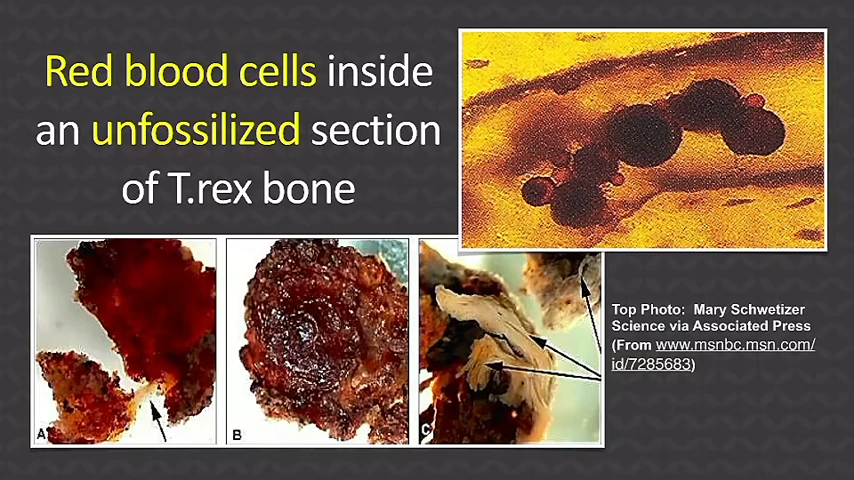 Red blood cells inside
an unfossilized section
of T.rex bone
Top Photo: Mary Schwetizer
Science via Associated Press
(From www.msnbc.msn.com/
id/7285683)
A
B
C